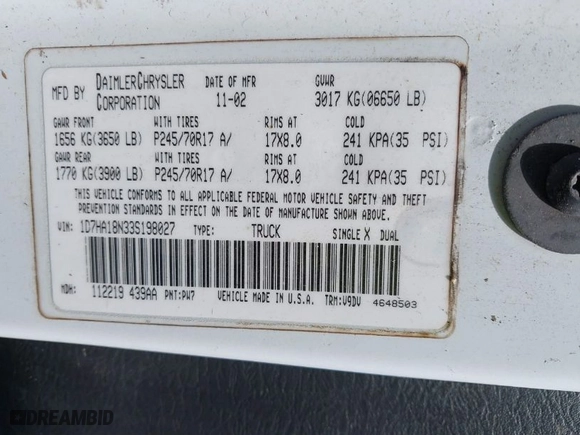 MFD BY DAIMLERCHRYSLER CORPORATION DATE OF MFR 11-02 GVWR 3017 KG(06650 LB)
GAWR FRONT WITH TIRES RIMS AT COLD
1656 KG(3650 LB) P245/70R17 A/ 17X8.0 241 KPA(35 PSI)
GAWR REAR WITH TIRES RIMS AT COLD
1770 KG(3900 LB) P245/70R17 A/ 17X8.0 241 KPA(35 PSI)
THIS VEHICLE CONFORMS TO ALL APPLICABLE FEDERAL MOTOR VEHICLE SAFETY AND THEFT
PREVENTION STANDARDS IN EFFECT ON THE DATE OF MANUFACTURE SHOWN ABOVE.
VIN: 1D7HA18N33S198027 TYPE: TRUCK SINGLE X DUAL
MDH: 112219 439AA PNT:PW7 VEHICLE MADE IN U.S.A. TRM:V9DV 4648503
DREAMBID